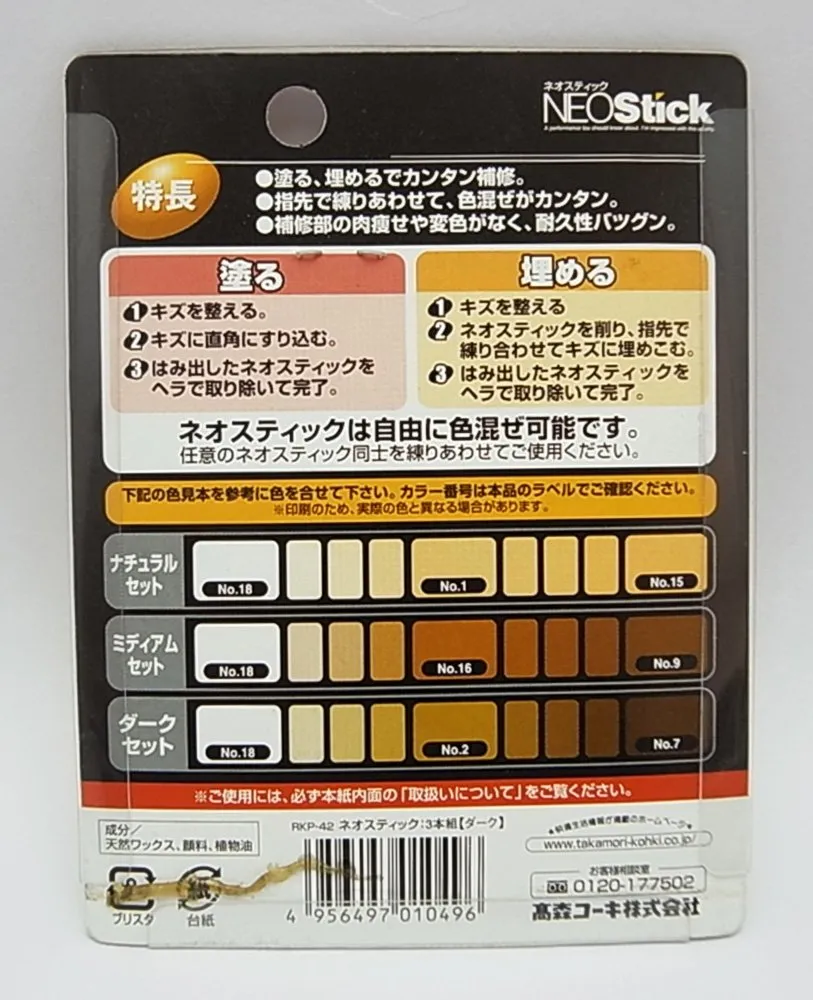 ネオスティック
NEOStick
特長
●塗る、埋めるでカンタン補修。
●指先で練りあわせて、色混ぜがカンタン。
●補修部の肉痩せや変色がなく、耐久性バツグン。
塗る
1 キズを整える。
2 キズに直角にすり込む。
3 はみ出したネオスティックを
ヘラで取り除いて完了。
埋める
1 キズを整える
2 ネオスティックを削り、指先で
練り合わせてキズに埋めこむ。
3 はみ出したネオスティックを
ヘラで取り除いて完了。
ネオスティックは自由に色混ぜ可能です。
任意のネオスティック同士を練りあわせてご使用ください。
下記の色見本を参考に色を合せて下さい。カラー番号は本品のラベルでご確認ください。
※印刷のため、実際の色と異なる場合があります。
ナチュラル
セット
No.18 No.1 No.15
ミディアム
セット
No.18 No.16 No.9
ダーク
セット
No.18 No.2 No.7
※ご使用には、必ず本紙内面の「取扱いについて」をご覧ください。
成分/
天然ワックス、顔料、植物油
プラ
ブリスタ
紙
台紙
RKP-42 ネオスティック:3本組【ダーク】
4 956497 010496
www.takamori-kohki.co.jp/
お客様相談室
0120-177502
髙森コーキ株式会社